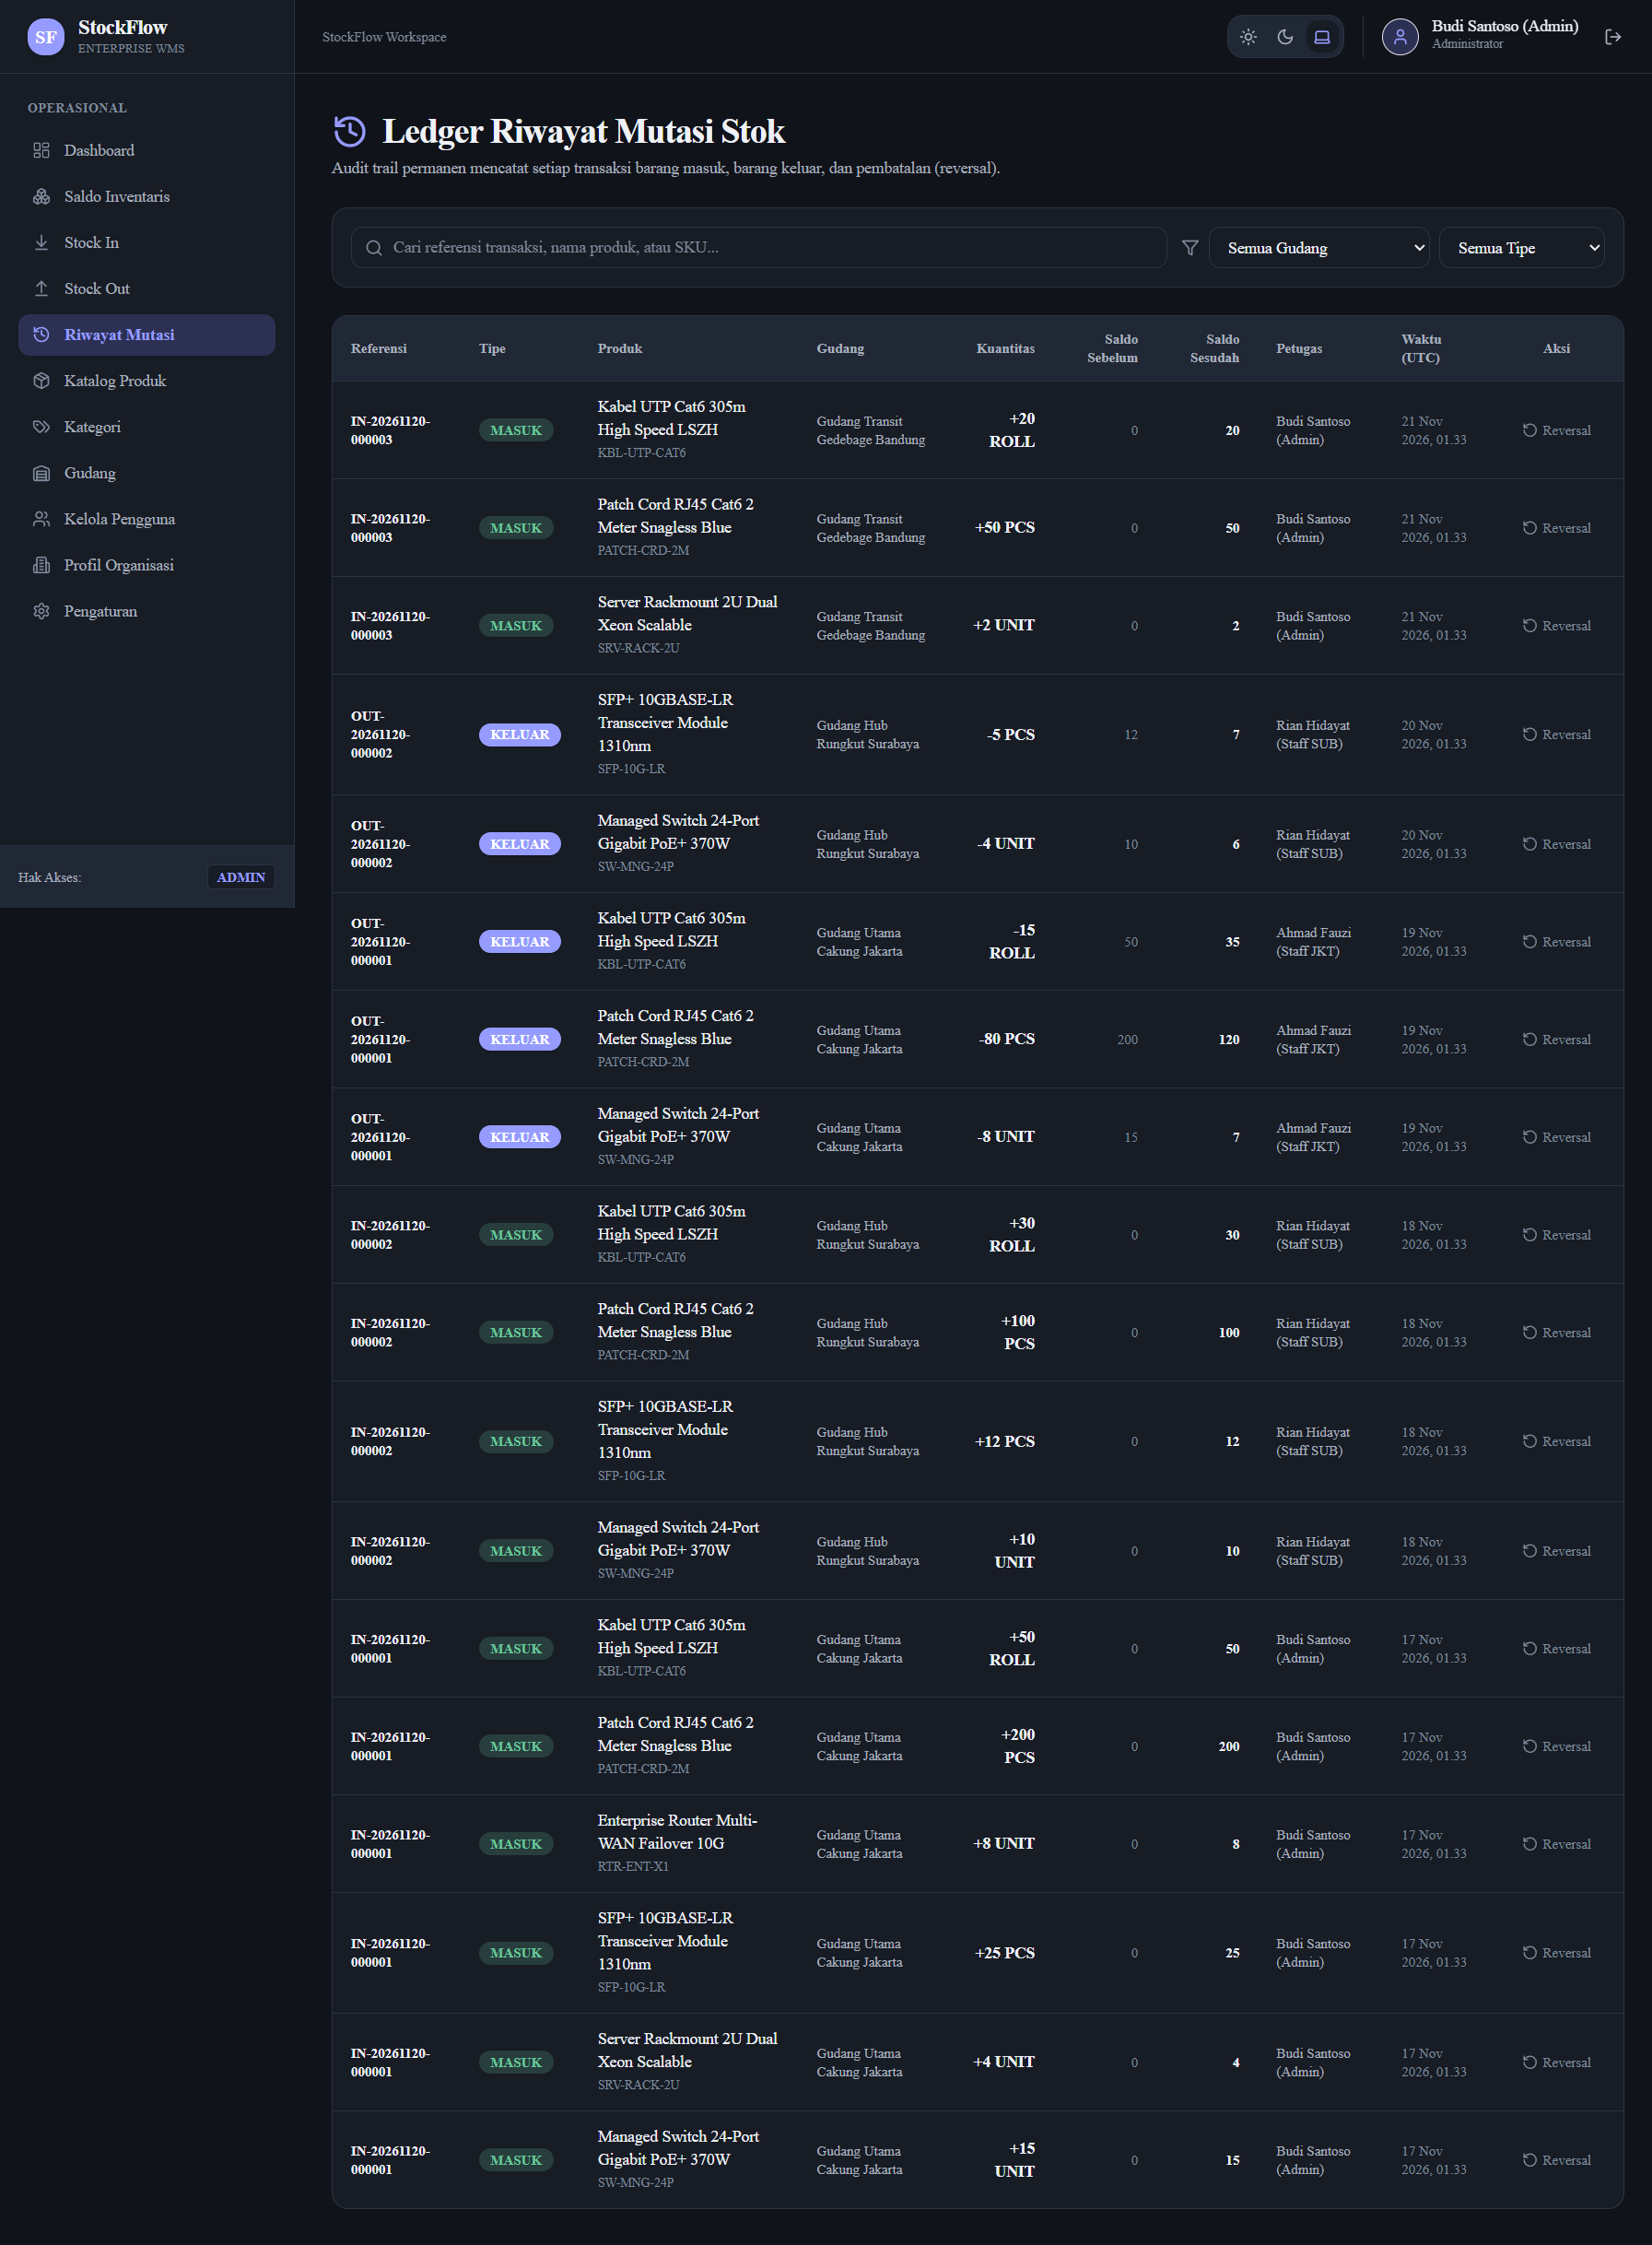 SF
StockFlow
ENTERPRISE WMS
StockFlow Workspace
Budi Santoso (Admin)
Administrator
OPERASIONAL
Dashboard
Saldo Inventaris
Stock In
Stock Out
Riwayat Mutasi
Katalog Produk
Kategori
Gudang
Kelola Pengguna
Profil Organisasi
Pengaturan
Hak Akses:
ADMIN
Ledger Riwayat Mutasi Stok
Audit trail permanen mencatat setiap transaksi barang masuk, barang keluar, dan pembatalan (reversal).
Cari referensi transaksi, nama produk, atau SKU...
Semua Gudang
Semua Tipe
Referensi
Tipe
Produk
Gudang
Kuantitas
Saldo
Sebelum
Saldo
Sesudah
Petugas
Waktu
(UTC)
Aksi
IN-20261120-
000003
MASUK
Kabel UTP Cat6 305m
High Speed LSZH
KBL-UTP-CAT6
Gudang Transit
Gedebage Bandung
+20
ROLL
0
20
Budi Santoso
(Admin)
21 Nov
2026, 01.33
Reversal
IN-20261120-
000003
MASUK
Patch Cord RJ45 Cat6 2
Meter Snagless Blue
PATCH-CRD-2M
Gudang Transit
Gedebage Bandung
+50 PCS
0
50
Budi Santoso
(Admin)
21 Nov
2026, 01.33
Reversal
IN-20261120-
000003
MASUK
Server Rackmount 2U Dual
Xeon Scalable
SRV-RACK-2U
Gudang Transit
Gedebage Bandung
+2 UNIT
0
2
Budi Santoso
(Admin)
21 Nov
2026, 01.33
Reversal
OUT-
20261120-
000002
KELUAR
SFP+ 10GBASE-LR
Transceiver Module
1310nm
SFP-10G-LR
Gudang Hub
Rungkut Surabaya
-5 PCS
12
7
Rian Hidayat
(Staff SUB)
20 Nov
2026, 01.33
Reversal
OUT-
20261120-
000002
KELUAR
Managed Switch 24-Port
Gigabit PoE+ 370W
SW-MNG-24P
Gudang Hub
Rungkut Surabaya
-4 UNIT
10
6
Rian Hidayat
(Staff SUB)
20 Nov
2026, 01.33
Reversal
OUT-
20261120-
000001
KELUAR
Kabel UTP Cat6 305m
High Speed LSZH
KBL-UTP-CAT6
Gudang Utama
Cakung Jakarta
-15
ROLL
50
35
Ahmad Fauzi
(Staff JKT)
19 Nov
2026, 01.33
Reversal
OUT-
20261120-
000001
KELUAR
Patch Cord RJ45 Cat6 2
Meter Snagless Blue
PATCH-CRD-2M
Gudang Utama
Cakung Jakarta
-80 PCS
200
120
Ahmad Fauzi
(Staff JKT)
19 Nov
2026, 01.33
Reversal
OUT-
20261120-
000001
KELUAR
Managed Switch 24-Port
Gigabit PoE+ 370W
SW-MNG-24P
Gudang Utama
Cakung Jakarta
-8 UNIT
15
7
Ahmad Fauzi
(Staff JKT)
19 Nov
2026, 01.33
Reversal
IN-20261120-
000002
MASUK
Kabel UTP Cat6 305m
High Speed LSZH
KBL-UTP-CAT6
Gudang Hub
Rungkut Surabaya
+30
ROLL
0
30
Rian Hidayat
(Staff SUB)
18 Nov
2026, 01.33
Reversal
IN-20261120-
000002
MASUK
Patch Cord RJ45 Cat6 2
Meter Snagless Blue
PATCH-CRD-2M
Gudang Hub
Rungkut Surabaya
+100
PCS
0
100
Rian Hidayat
(Staff SUB)
18 Nov
2026, 01.33
Reversal
IN-20261120-
000002
MASUK
SFP+ 10GBASE-LR
Transceiver Module
1310nm
SFP-10G-LR
Gudang Hub
Rungkut Surabaya
+12 PCS
0
12
Rian Hidayat
(Staff SUB)
18 Nov
2026, 01.33
Reversal
IN-20261120-
000002
MASUK
Managed Switch 24-Port
Gigabit PoE+ 370W
SW-MNG-24P
Gudang Hub
Rungkut Surabaya
+10
UNIT
0
10
Rian Hidayat
(Staff SUB)
18 Nov
2026, 01.33
Reversal
IN-20261120-
000001
MASUK
Kabel UTP Cat6 305m
High Speed LSZH
KBL-UTP-CAT6
Gudang Utama
Cakung Jakarta
+50
ROLL
0
50
Budi Santoso
(Admin)
17 Nov
2026, 01.33
Reversal
IN-20261120-
000001
MASUK
Patch Cord RJ45 Cat6 2
Meter Snagless Blue
PATCH-CRD-2M
Gudang Utama
Cakung Jakarta
+200
PCS
0
200
Budi Santoso
(Admin)
17 Nov
2026, 01.33
Reversal
IN-20261120-
000001
MASUK
Enterprise Router Multi-
WAN Failover 10G
RTR-ENT-X1
Gudang Utama
Cakung Jakarta
+8 UNIT
0
8
Budi Santoso
(Admin)
17 Nov
2026, 01.33
Reversal
IN-20261120-
000001
MASUK
SFP+ 10GBASE-LR
Transceiver Module
1310nm
SFP-10G-LR
Gudang Utama
Cakung Jakarta
+25 PCS
0
25
Budi Santoso
(Admin)
17 Nov
2026, 01.33
Reversal
IN-20261120-
000001
MASUK
Server Rackmount 2U Dual
Xeon Scalable
SRV-RACK-2U
Gudang Utama
Cakung Jakarta
+4 UNIT
0
4
Budi Santoso
(Admin)
17 Nov
2026, 01.33
Reversal
IN-20261120-
000001
MASUK
Managed Switch 24-Port
Gigabit PoE+ 370W
SW-MNG-24P
Gudang Utama
Cakung Jakarta
+15
UNIT
0
15
Budi Santoso
(Admin)
17 Nov
2026, 01.33
Reversal